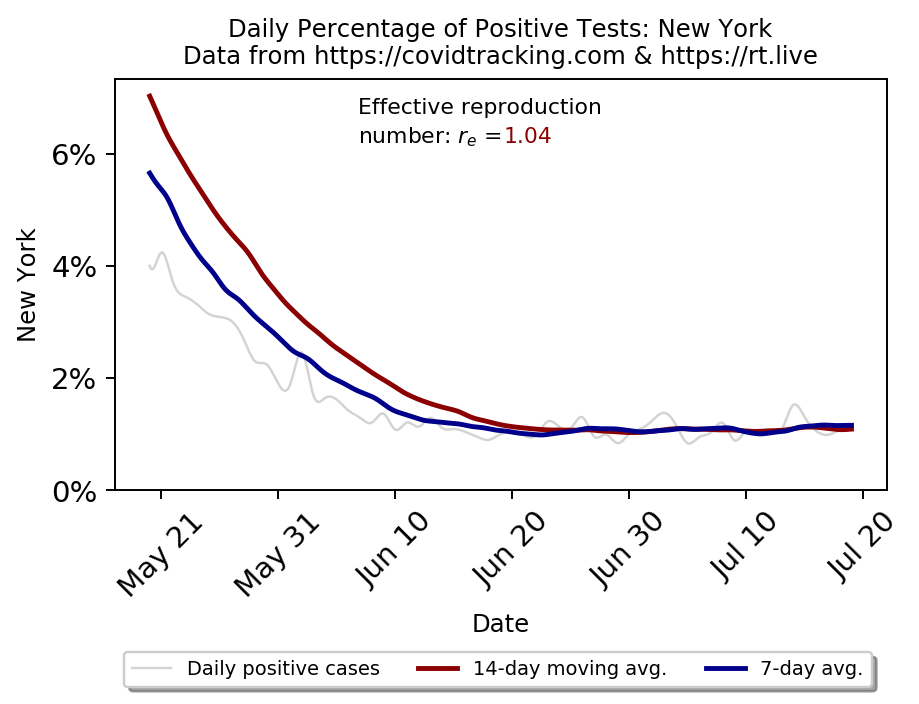 Daily Percentage of Positive Tests: New York
Data from https://covidtracking.com & https://rt.live
Effective reproduction
number: rₑ =1.04
6%
4%
2%
0%
New York
May 21
May 31
Jun 10
Jun 20
Jun 30
Jul 10
Jul 20
Date
Daily positive cases
14-day moving avg.
7-day avg.